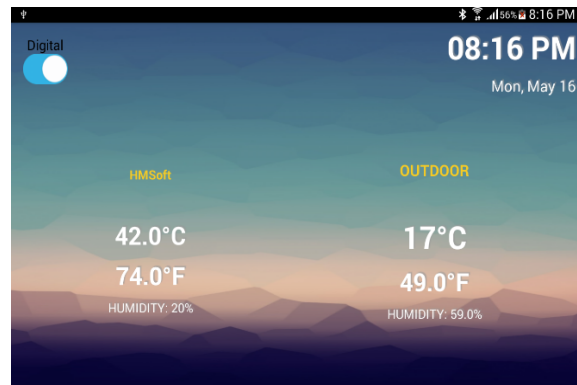 56% 8:16 PM
Digital
08:16 PM
Mon, May 16
HMSoft
OUTDOOR
42.0°C
17°C
74.0°F
49.0°F
HUMIDITY: 20%
HUMIDITY: 59.0%